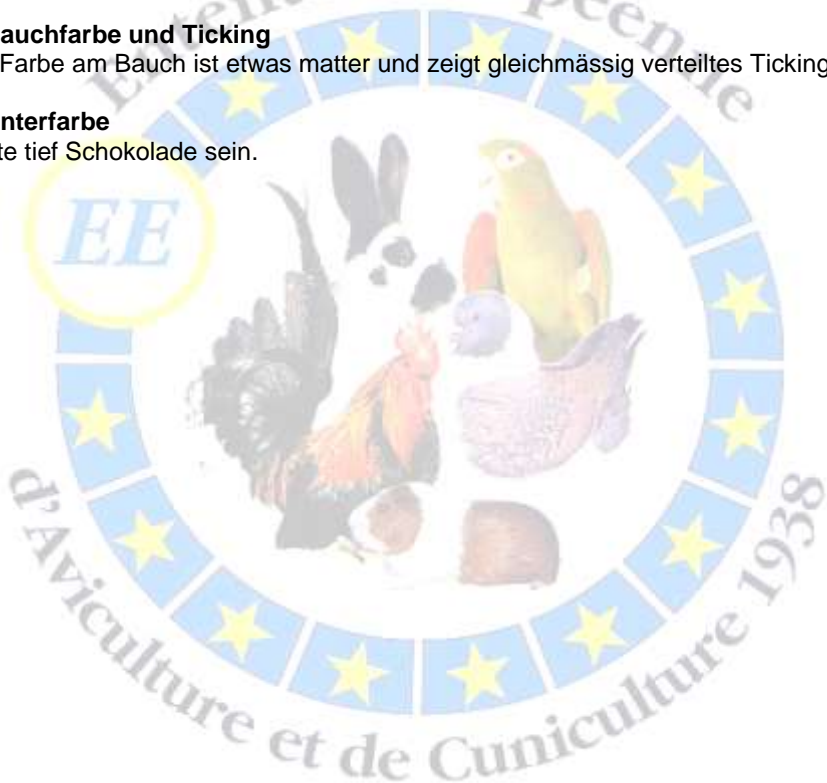 auchfarbe und Ticking
Farbe am Bauch ist etwas matter und zeigt gleichmässig verteiltes Ticking
nterfarbe
te tief Schokolade sein.
EE
d'Aviculture et de Cuniculture 1938